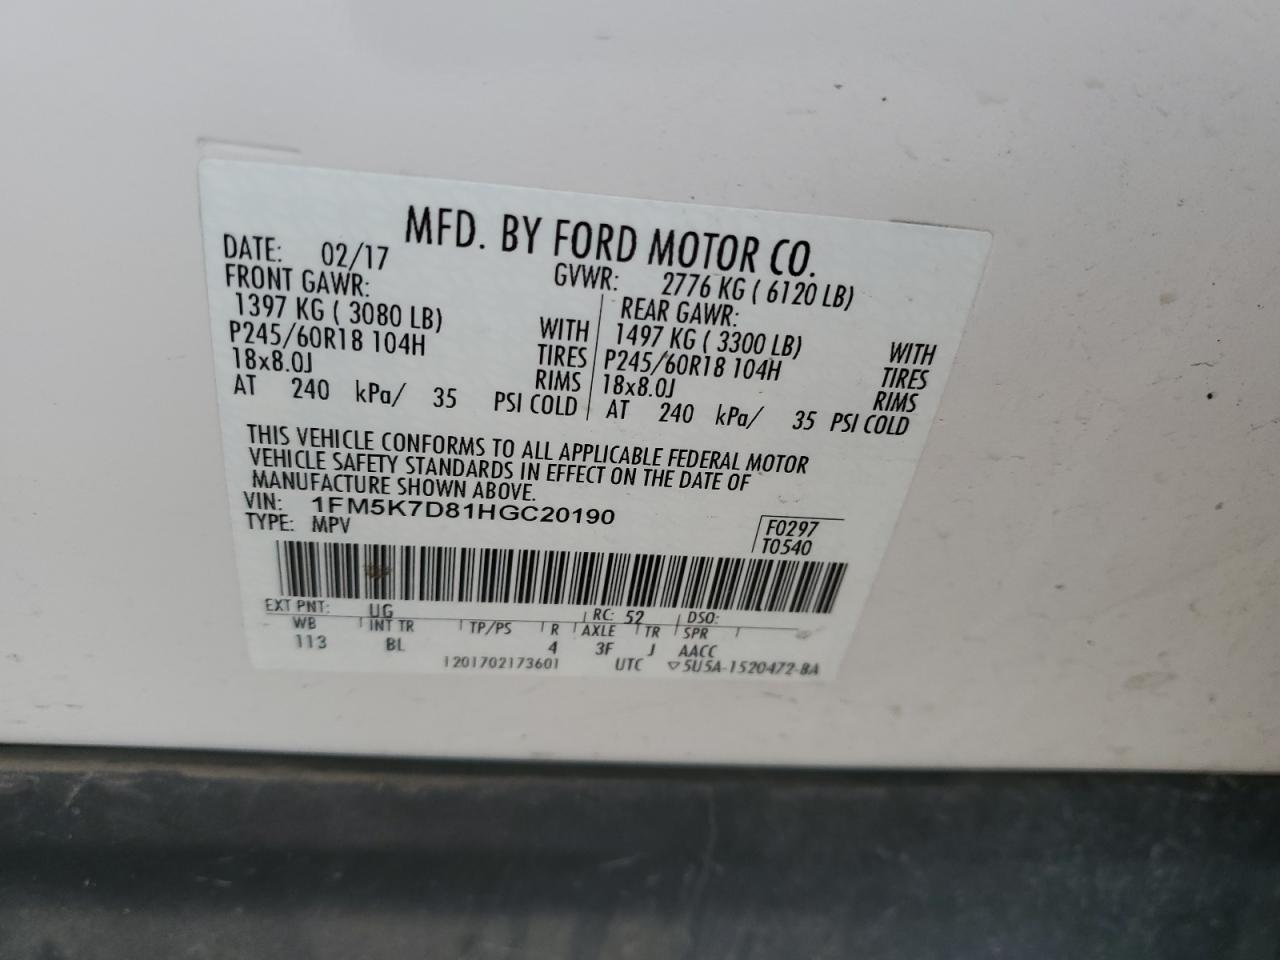 MFD. BY FORD MOTOR CO.
DATE: 02/17 GVWR: 2776 KG ( 6120 LB)
FRONT GAWR: REAR GAWR:
1397 KG ( 3080 LB) WITH 1497 KG ( 3300 LB) WITH
P245/60R18 104H TIRES P245/60R18 104H TIRES
18x8.0J RIMS 18x8.0J RIMS
AT 240 kPa/ 35 PSI COLD AT 240 kPa/ 35 PSI COLD
THIS VEHICLE CONFORMS TO ALL APPLICABLE FEDERAL MOTOR
VEHICLE SAFETY STANDARDS IN EFFECT ON THE DATE OF
MANUFACTURE SHOWN ABOVE.
VIN: 1FM5K7D81HGC20190
TYPE: MPV F0297
T0540
EXT PNT: UG RC: 52 DSO:
WB INT TR TP/PS R AXLE TR SPR
113 BL 4 3F J AACC
1201702173601 UTC ▽5U5A-1520472-BA